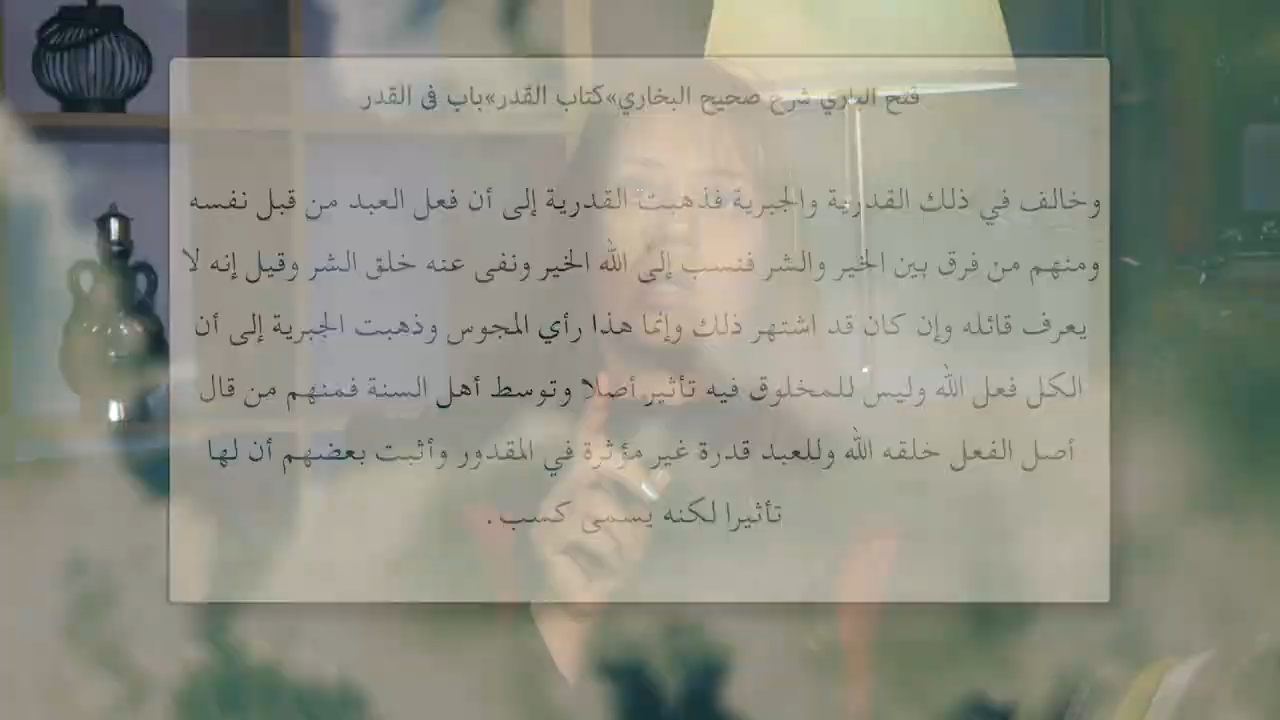 فتح الباري شرح صحيح البخاري»كتاب القدر»باب فى القدر
وخالف في ذلك القدرية والجبرية فذهبت القدرية إلى أن فعل العبد من قبل نفسه
ومنهم من فرق بين الخير والشر فنسب إلى الله الخير ونفى عنه خلق الشر وقيل إنه لا
يعرف قائله وإن كان قد اشتهر ذلك وإنما هذا رأي المجوس وذهبت الجبرية إلى أن
الكل فعل الله وليس للمخلوق فيه تأثير أصلا وتوسط أهل السنة فمنهم من قال
أصل الفعل خلقه الله وللعبد قدرة غير مؤثرة في المقدور وأثبت بعضهم أن لها
تأثيرا لكنه يسمى كسب .